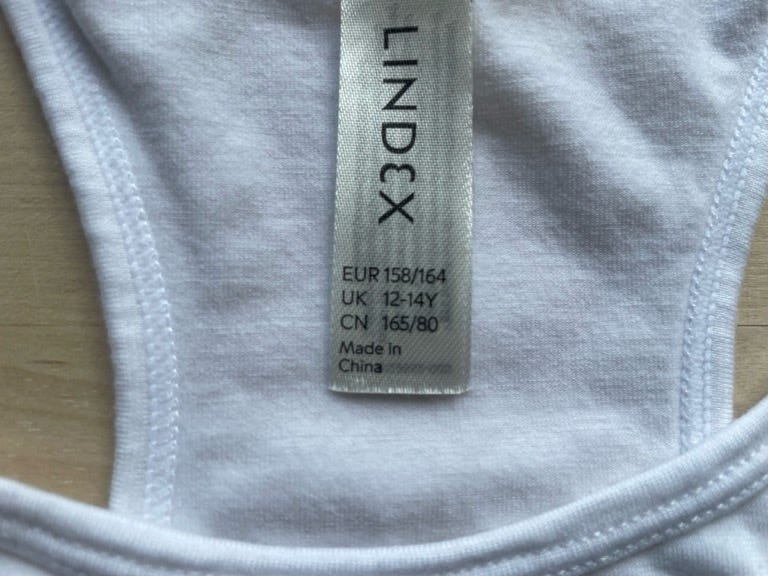 LINDEX
EUR 158/164
UK 12-14Y
CN 165/80
Made in
China